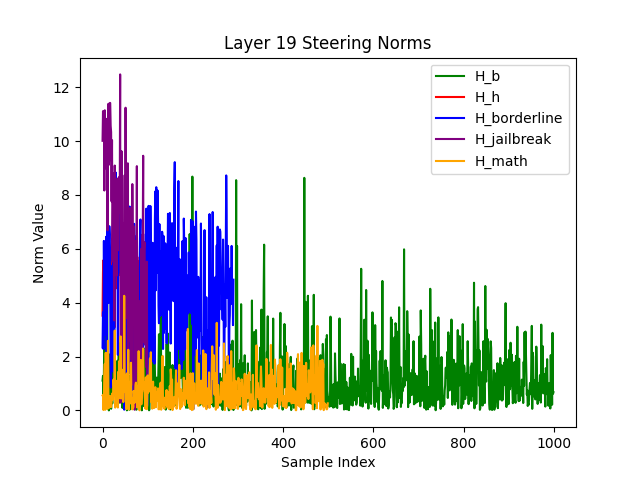 Layer 19 Steering Norms
H_b
H_h
H_borderline
H_jailbreak
H_math
Norm Value
12
10
8
6
4
2
0
0 200 400 600 800 1000
Sample Index